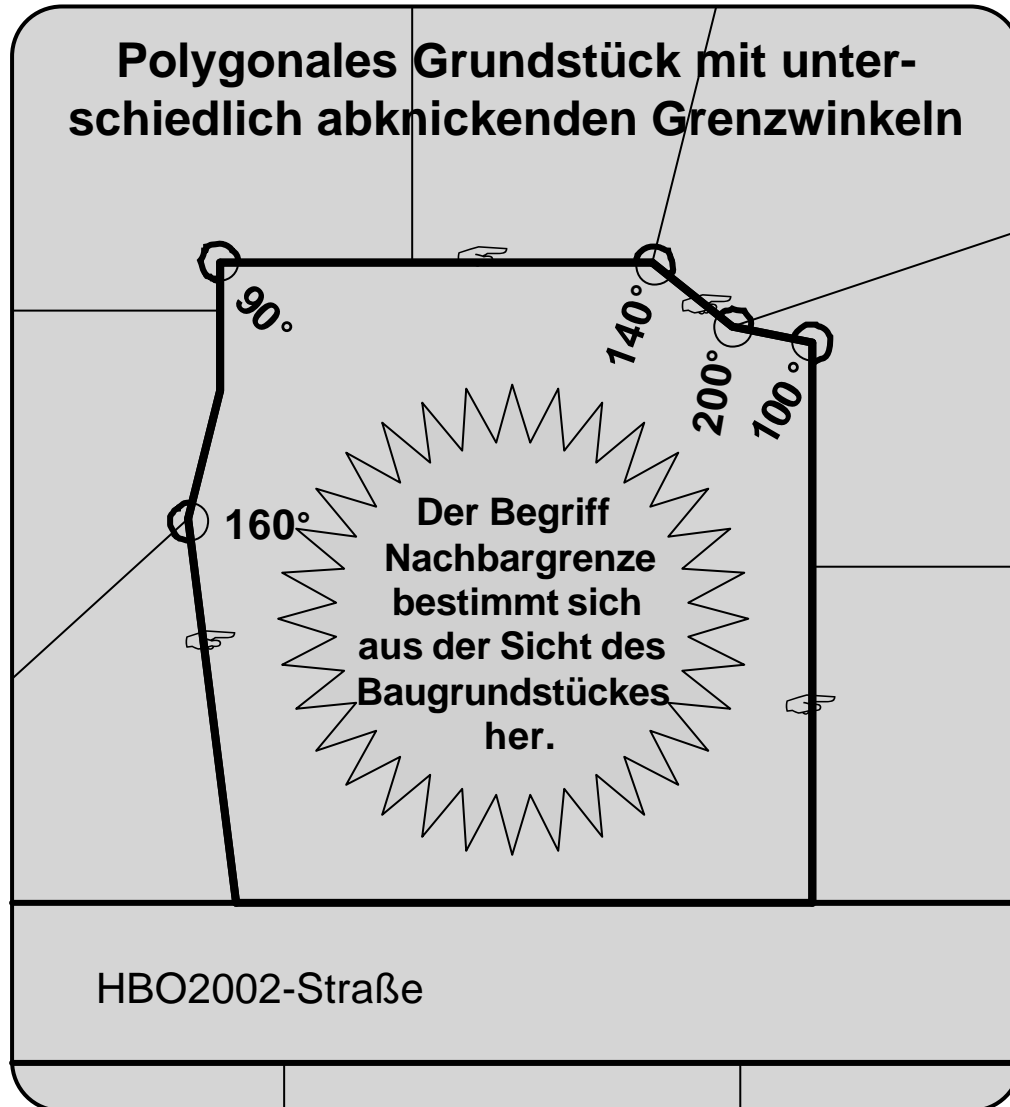 Polygonales Grundstück mit unter-
schiedlich abknickenden Grenzwinkeln
90°
140°
200°
100°
160°
Der Begriff
Nachbargrenze
bestimmt sich
aus der Sicht des
Baugrundstückes
her.
HBO2002-Straße